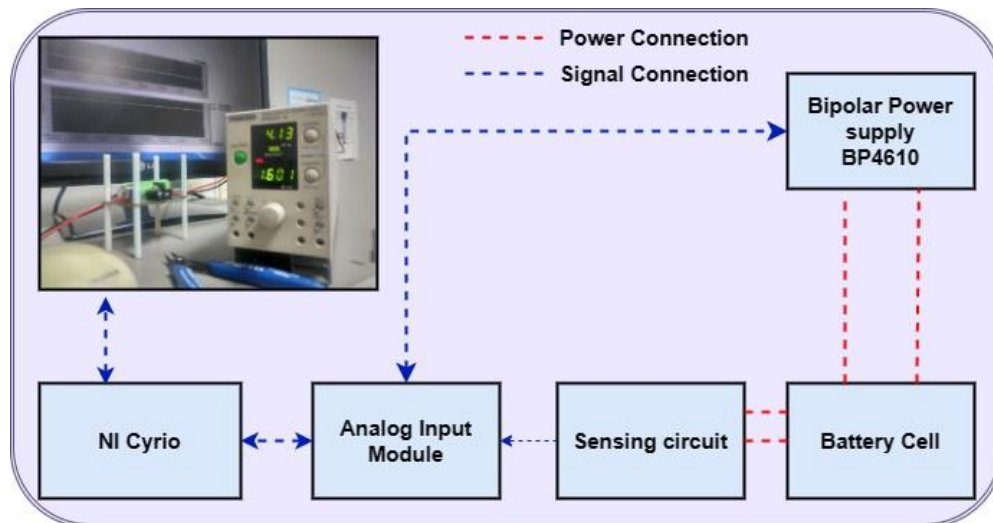 Power Connection
Signal Connection
4.13
1.601
Bipolar Power
supply
BP4610
NI Cyrio
Analog Input
Module
Sensing circuit
Battery Cell